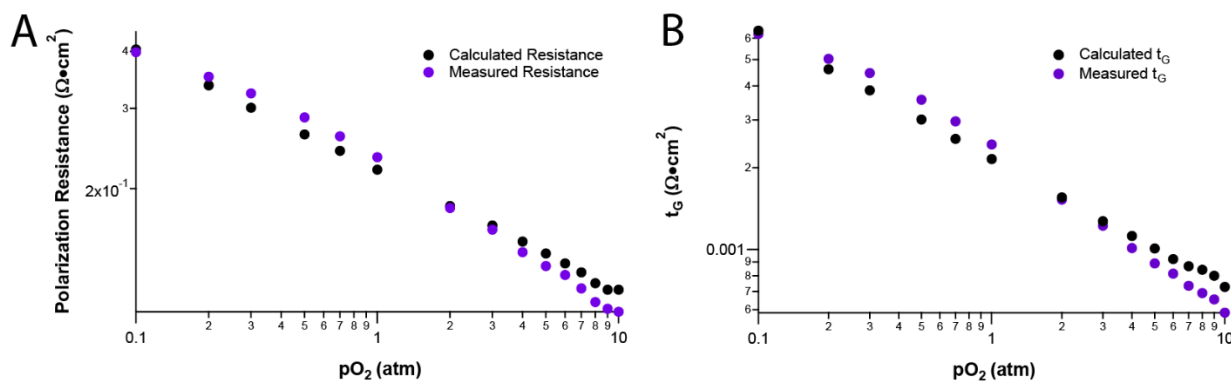 A
Polarization Resistance (Ω•cm²)
4
3
2x10⁻¹
Calculated Resistance
Measured Resistance
0.1 2 3 4 5 6 7 8 9 1 2 3 4 5 6 7 8 9 10
pO₂ (atm)
B
t_G (Ω•cm²)
6
5
4
3
2
0.001
9
8
7
6
Calculated t_G
Measured t_G
0.1 2 3 4 5 6 7 8 9 1 2 3 4 5 6 7 8 9 10
pO₂ (atm)